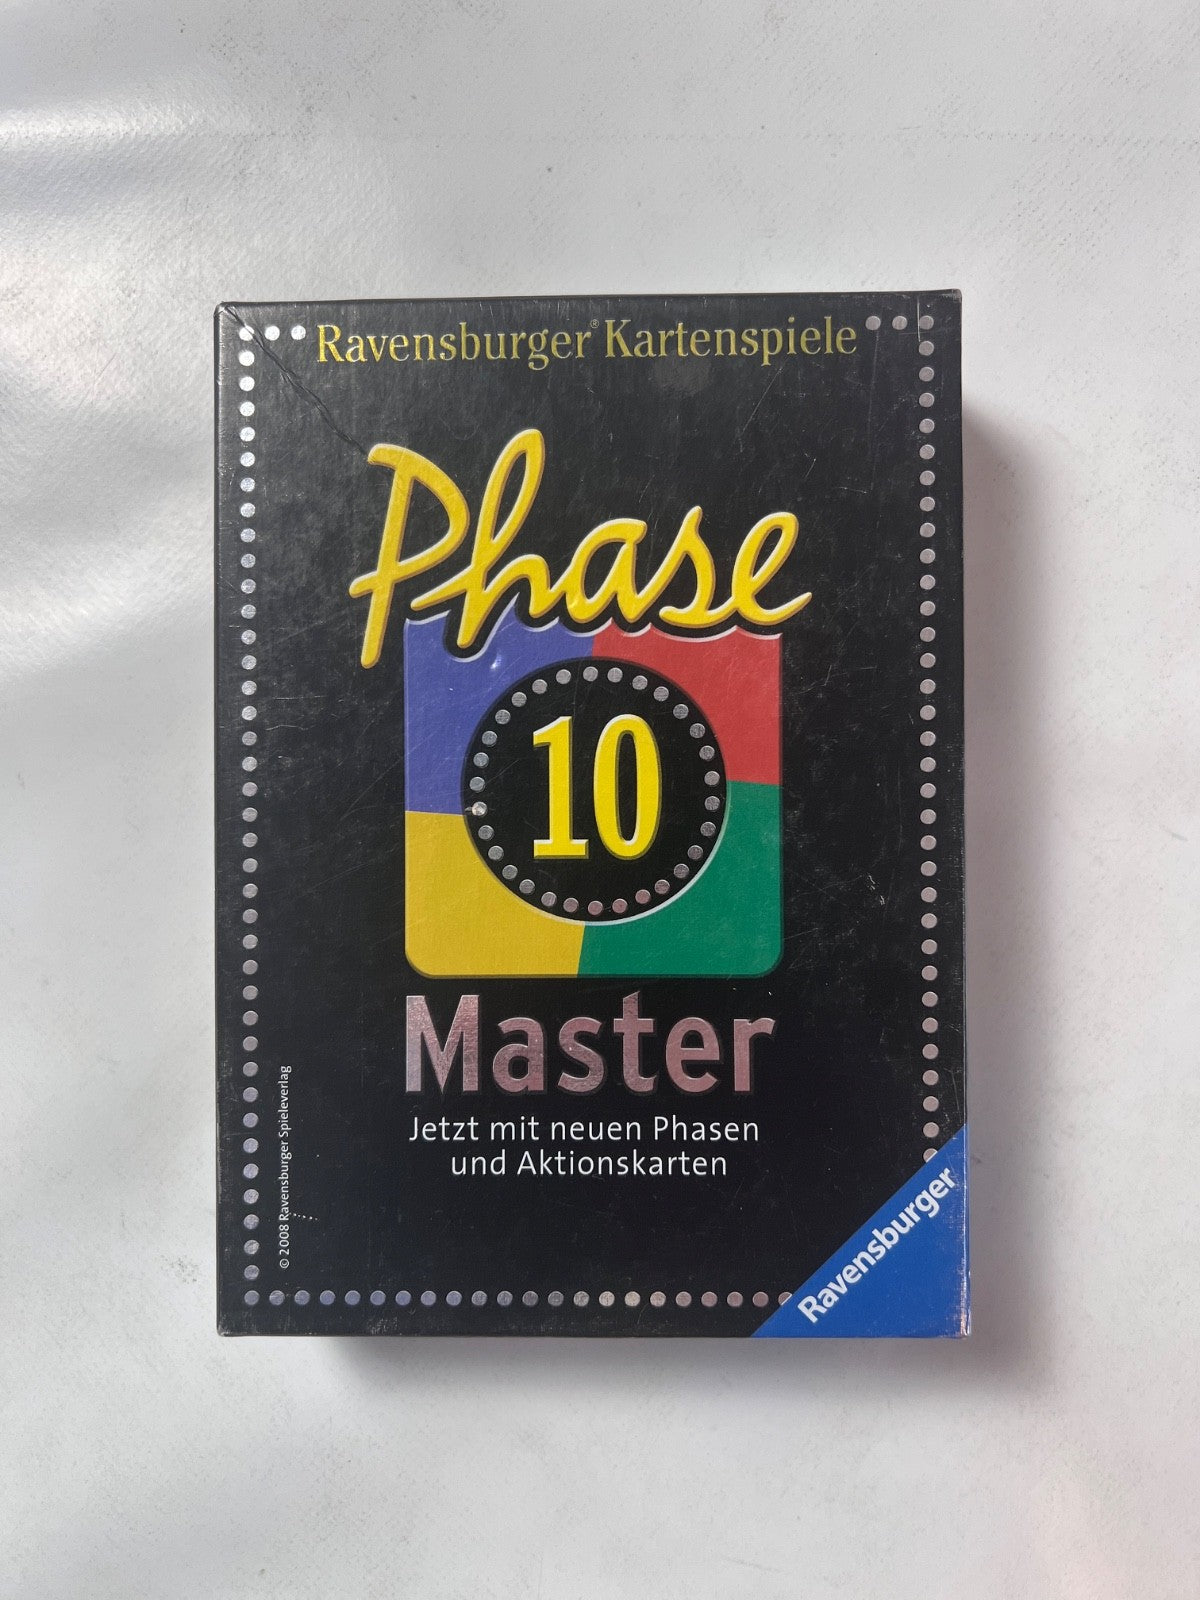 Ravensburger® Kartenspiele
Phase
10
Master
Jetzt mit neuen Phasen
und Aktionskarten
© 2008 Ravensburger Spieleverlag
Ravensburger